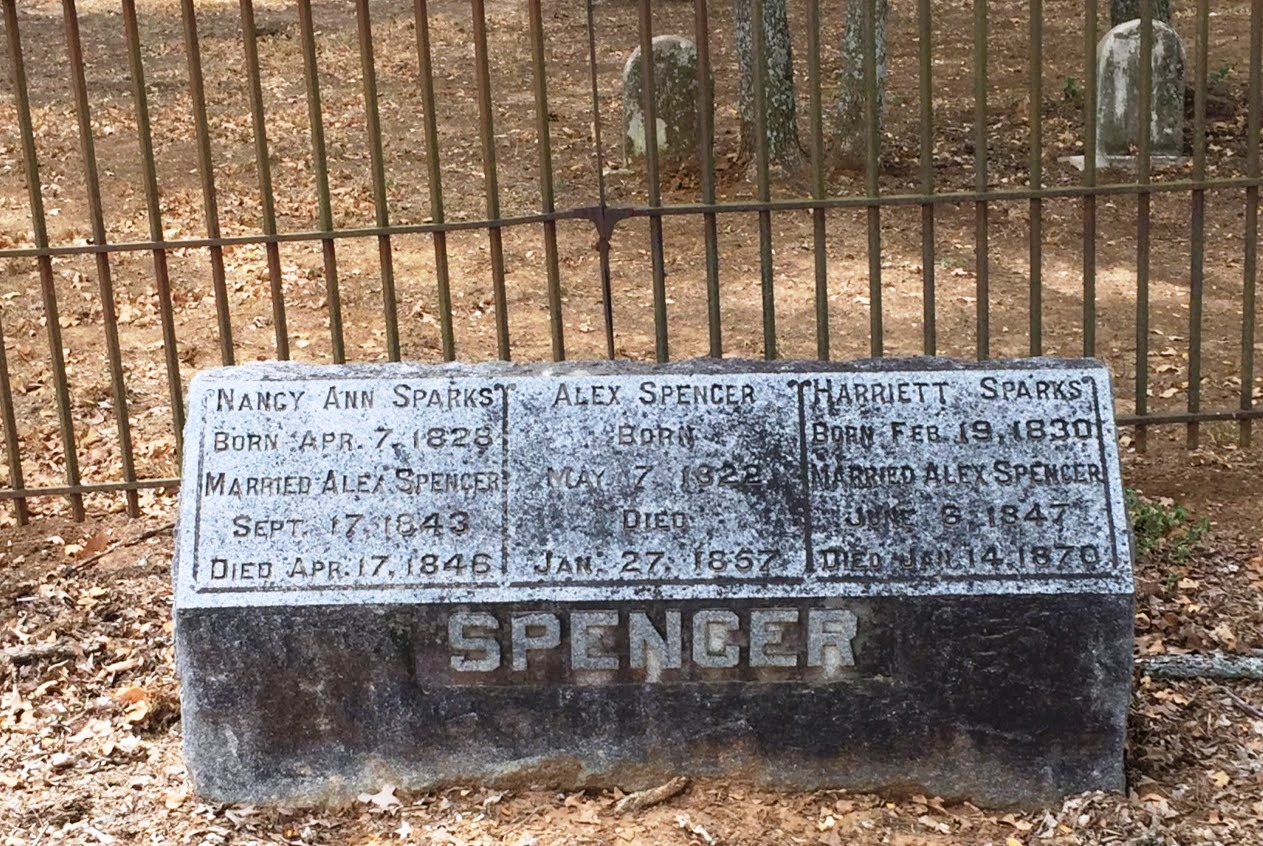 NANCY ANN SPARKS
BORN APR. 7, 1828
MARRIED ALEX SPENCER
SEPT. 17, 1843
DIED APR. 17, 1846
ALEX SPENCER
BORN
MAY 7 1822
DIED
JAN. 27, 1857
HARRIETT SPARKS
BORN FEB. 19, 1830
MARRIED ALEX SPENCER
JUNE 6, 1847
DIED JAN. 14, 1870
SPENCER